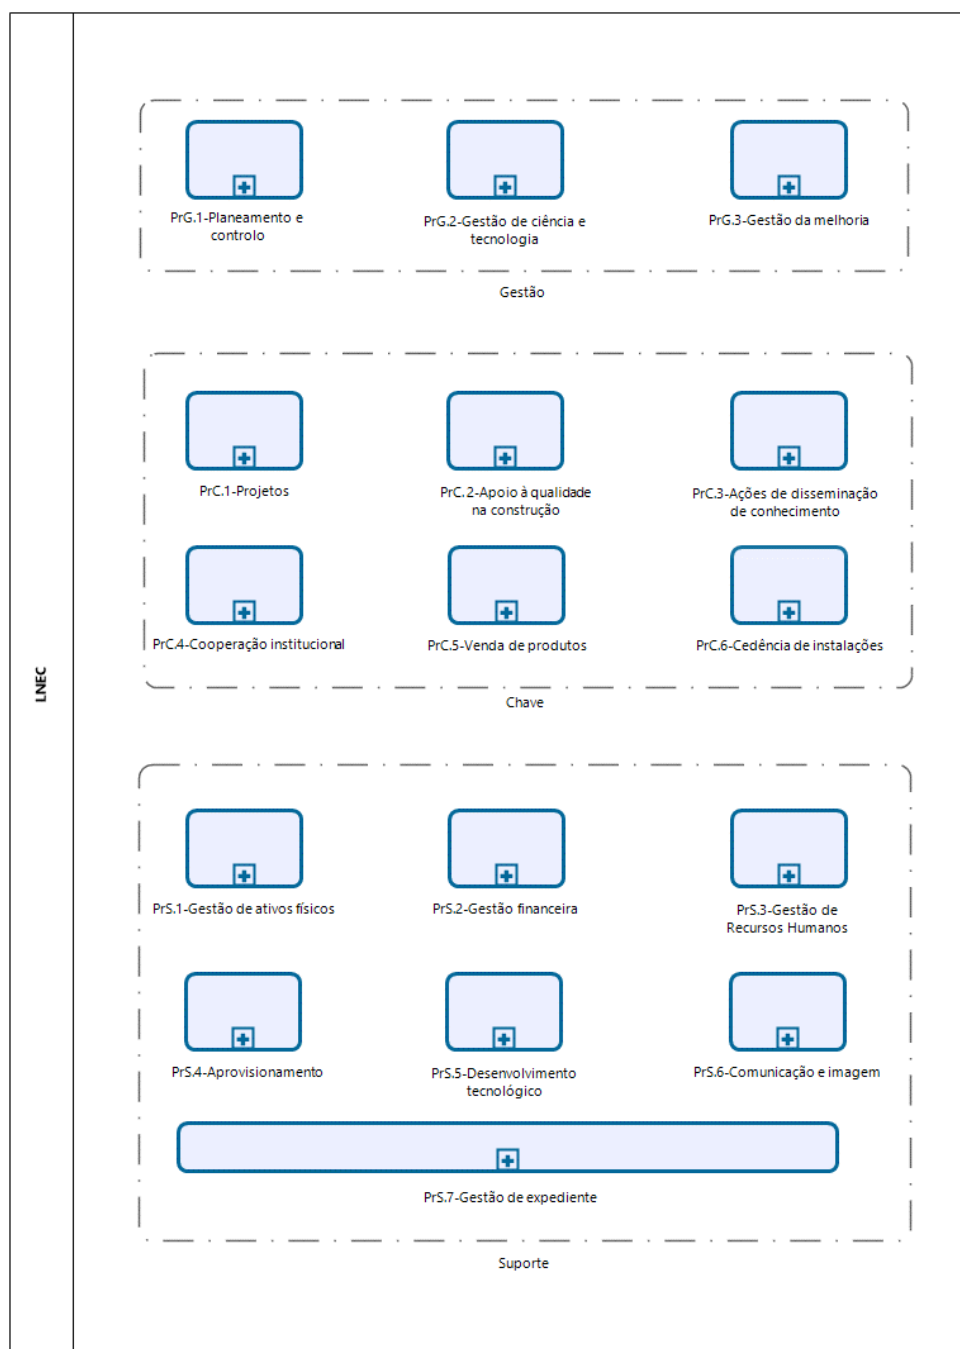 LNEC
PrG.1-Planeamento e
controlo
PrG.2-Gestão de ciência e
tecnologia
PrG.3-Gestão da melhoria
Gestão
PrC.1-Projetos
PrC.2-Apoio à qualidade
na construção
PrC.3-Ações de disseminação
de conhecimento
PrC.4-Cooperação institucional
PrC.5-Venda de produtos
PrC.6-Cedência de instalações
Chave
PrS.1-Gestão de ativos físicos
PrS.2-Gestão financeira
PrS.3-Gestão de
Recursos Humanos
PrS.4-Aprovisionamento
PrS.5-Desenvolvimento
tecnológico
PrS.6-Comunicação e imagem
PrS.7-Gestão de expediente
Suporte